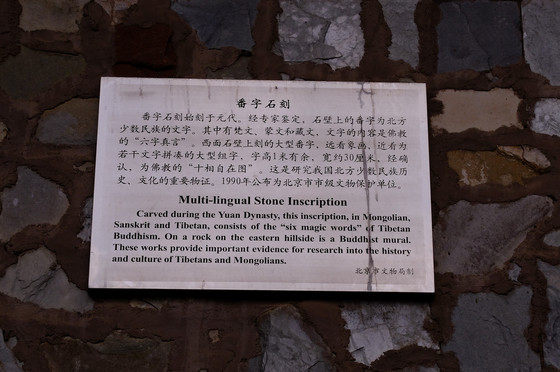 番字石刻
番字石刻始刻于元代。经专家鉴定，石壁上的番字为北方
少数民族的文字。其中有梵文、蒙文和藏文，文字的内容是佛教
的“六字真言”。西面石壁上刻的大型番字，远看象画，近看为
若干文字拼凑的大型组字，字高1米有余，宽约30厘米，经确
认，为佛教的“十相自在图”。这是研究我国北方少数民族历
史、文化的重要物证。1990年公布为北京市市级文物保护单位。
Multi-lingual Stone Inscription
Carved during the Yuan Dynasty, this inscription, in Mongolian,
Sanskrit and Tibetan, consists of the “six magic words” of Tibetan
Buddhism. On a rock on the eastern hillside is a Buddhist mural.
These works provide important evidence for research into the history
and culture of Tibetans and Mongolians.
北京市文物局制